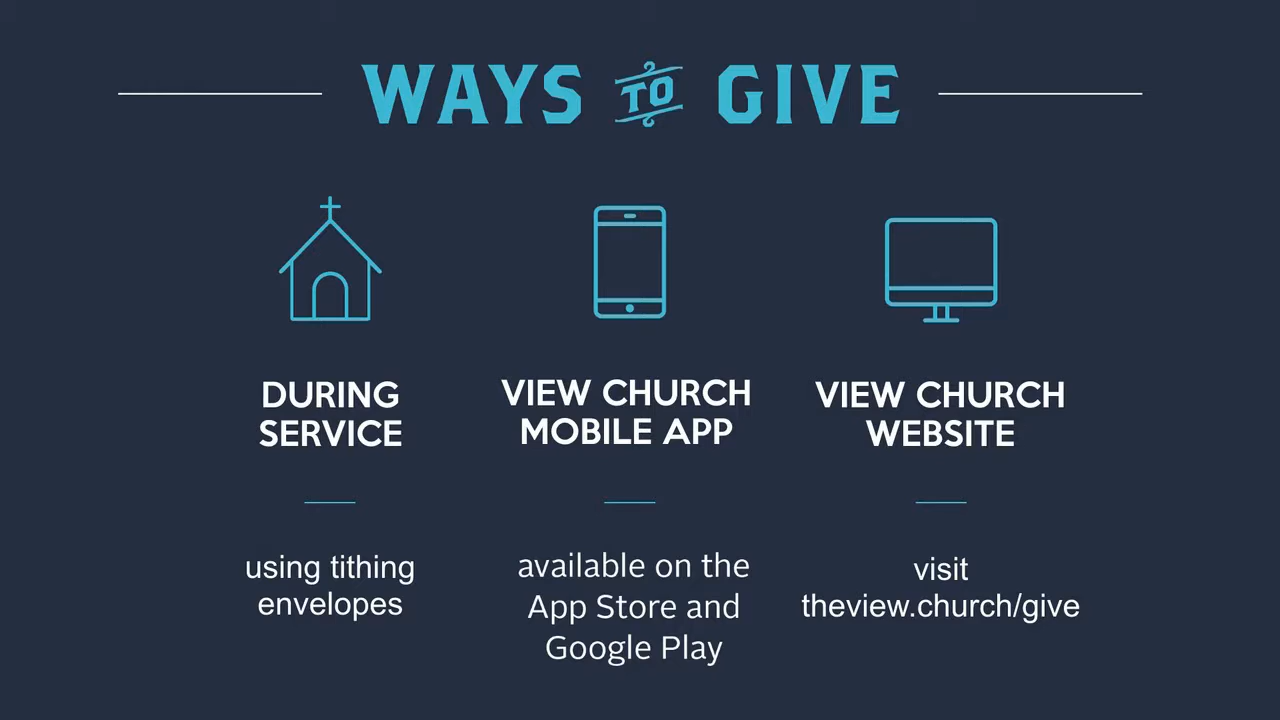 WAYS TO GIVE
DURING
SERVICE
using tithing
envelopes
VIEW CHURCH
MOBILE APP
available on the
App Store and
Google Play
VIEW CHURCH
WEBSITE
visit
theview.church/give